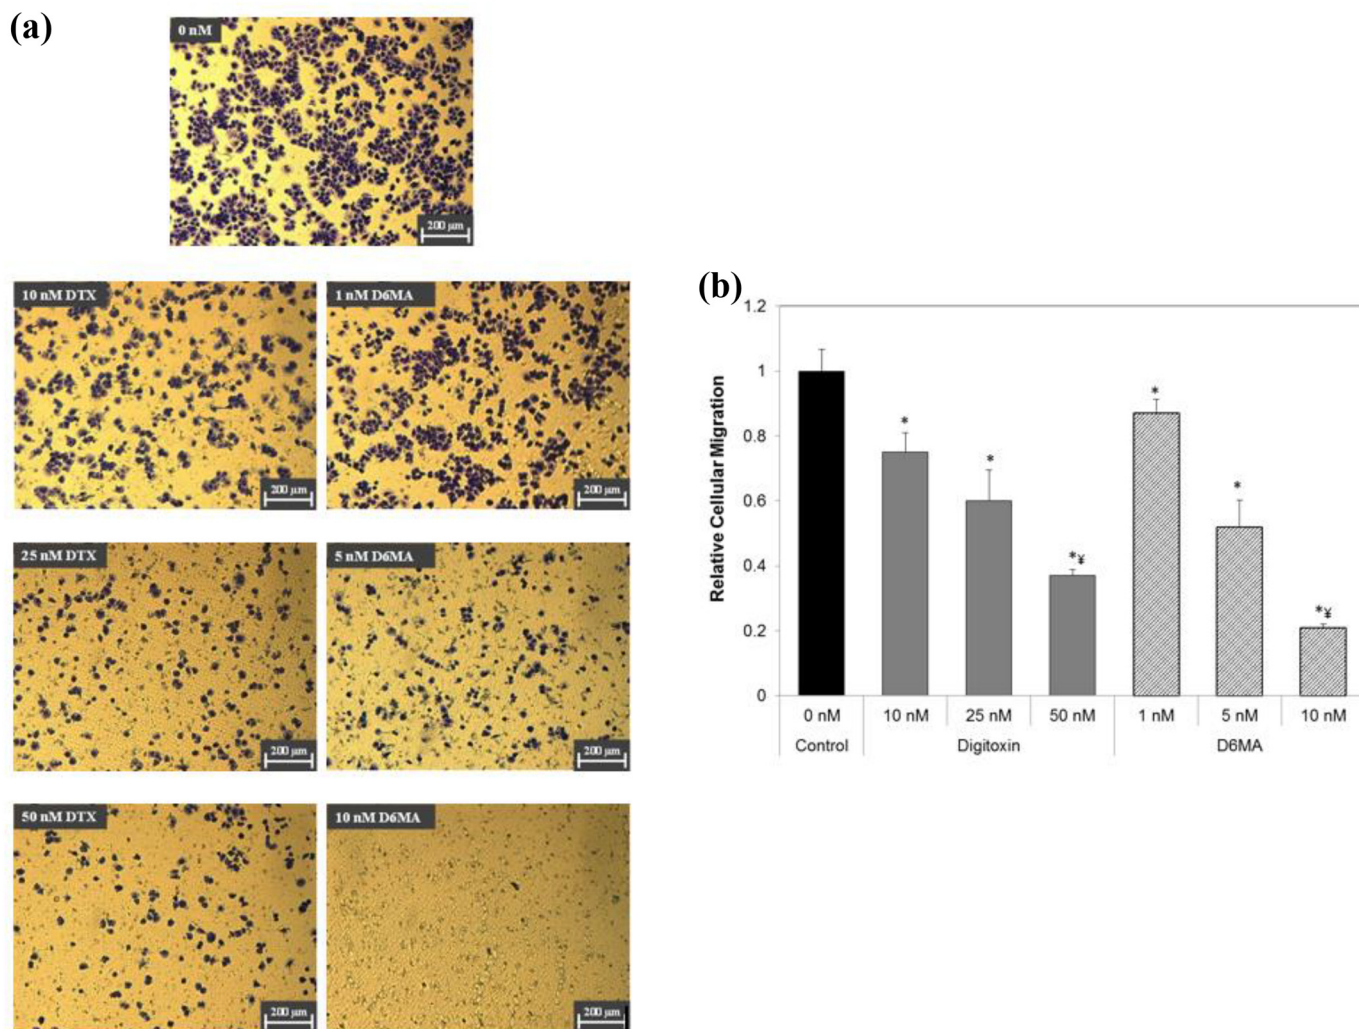 (a)
0 nM
200 µm
10 nM DTX
1 nM D6MA
200 µm
200 µm
25 nM DTX
5 nM D6MA
200 µm
200 µm
50 nM DTX
10 nM D6MA
200 µm
200 µm
(b)
Relative Cellular Migration
1.2
1
0.8
0.6
0.4
0.2
0
*
*
*¥
*
*
*¥
0 nM 10 nM 25 nM 50 nM 1 nM 5 nM 10 nM
Control Digitoxin D6MA